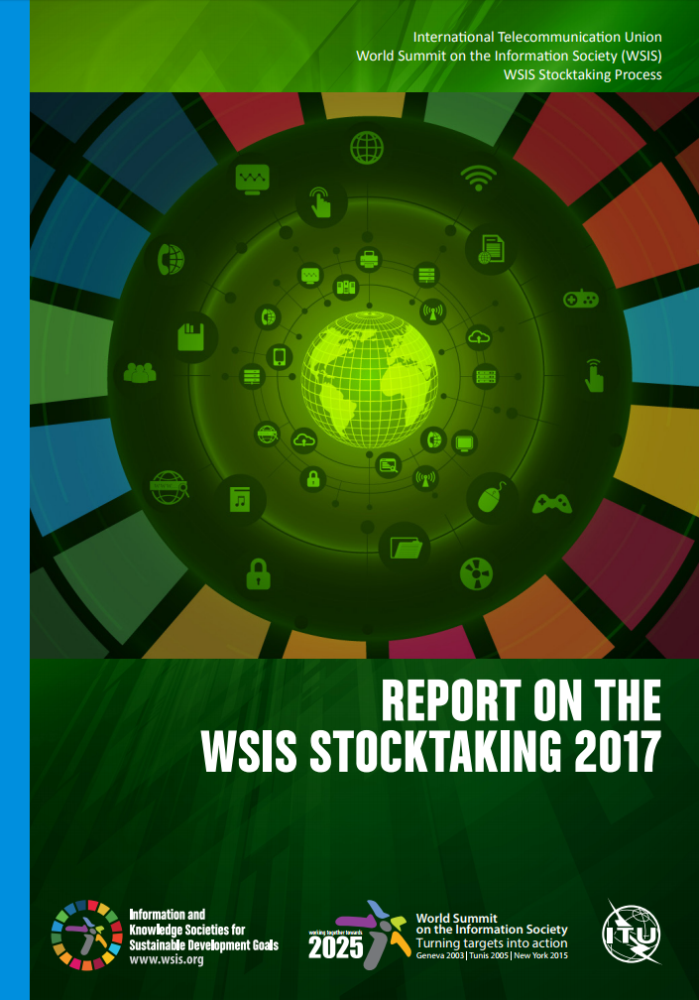 International Telecommunication Union
World Summit on the Information Society (WSIS)
WSIS Stocktaking Process
REPORT ON THE
WSIS STOCKTAKING 2017
Information and
Knowledge Societies for
Sustainable Development Goals
www.wsis.org
working together towards
2025
World Summit
on the Information Society
Turning targets into action
Geneva 2003 | Tunis 2005 | New York 2015
ITU